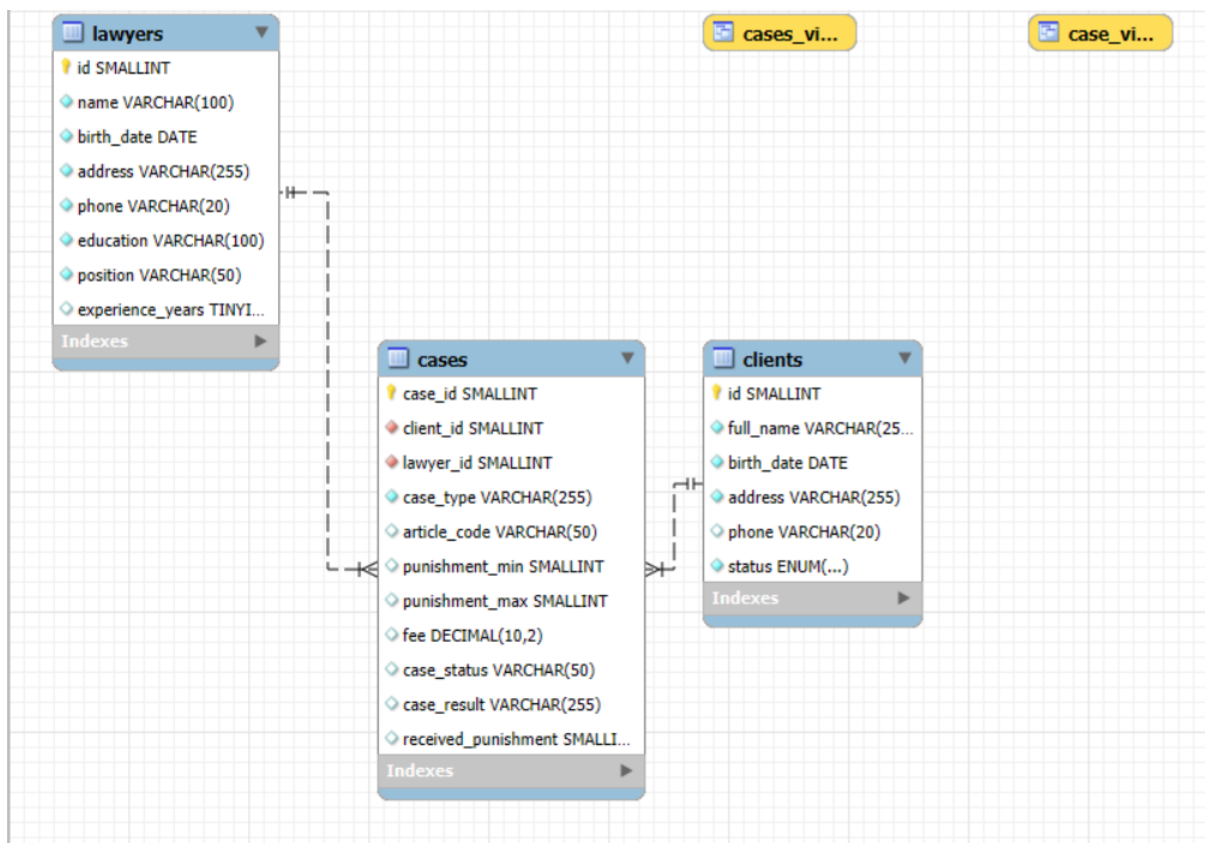 lawyers
id SMALLINT
name VARCHAR(100)
birth_date DATE
address VARCHAR(255)
phone VARCHAR(20)
education VARCHAR(100)
position VARCHAR(50)
experience_years TINYI...
Indexes
cases_vi...
case_vi...
cases
case_id SMALLINT
client_id SMALLINT
lawyer_id SMALLINT
case_type VARCHAR(255)
article_code VARCHAR(50)
punishment_min SMALLINT
punishment_max SMALLINT
fee DECIMAL(10,2)
case_status VARCHAR(50)
case_result VARCHAR(255)
received_punishment SMALLI...
Indexes
clients
id SMALLINT
full_name VARCHAR(25...
birth_date DATE
address VARCHAR(255)
phone VARCHAR(20)
status ENUM(...)
Indexes